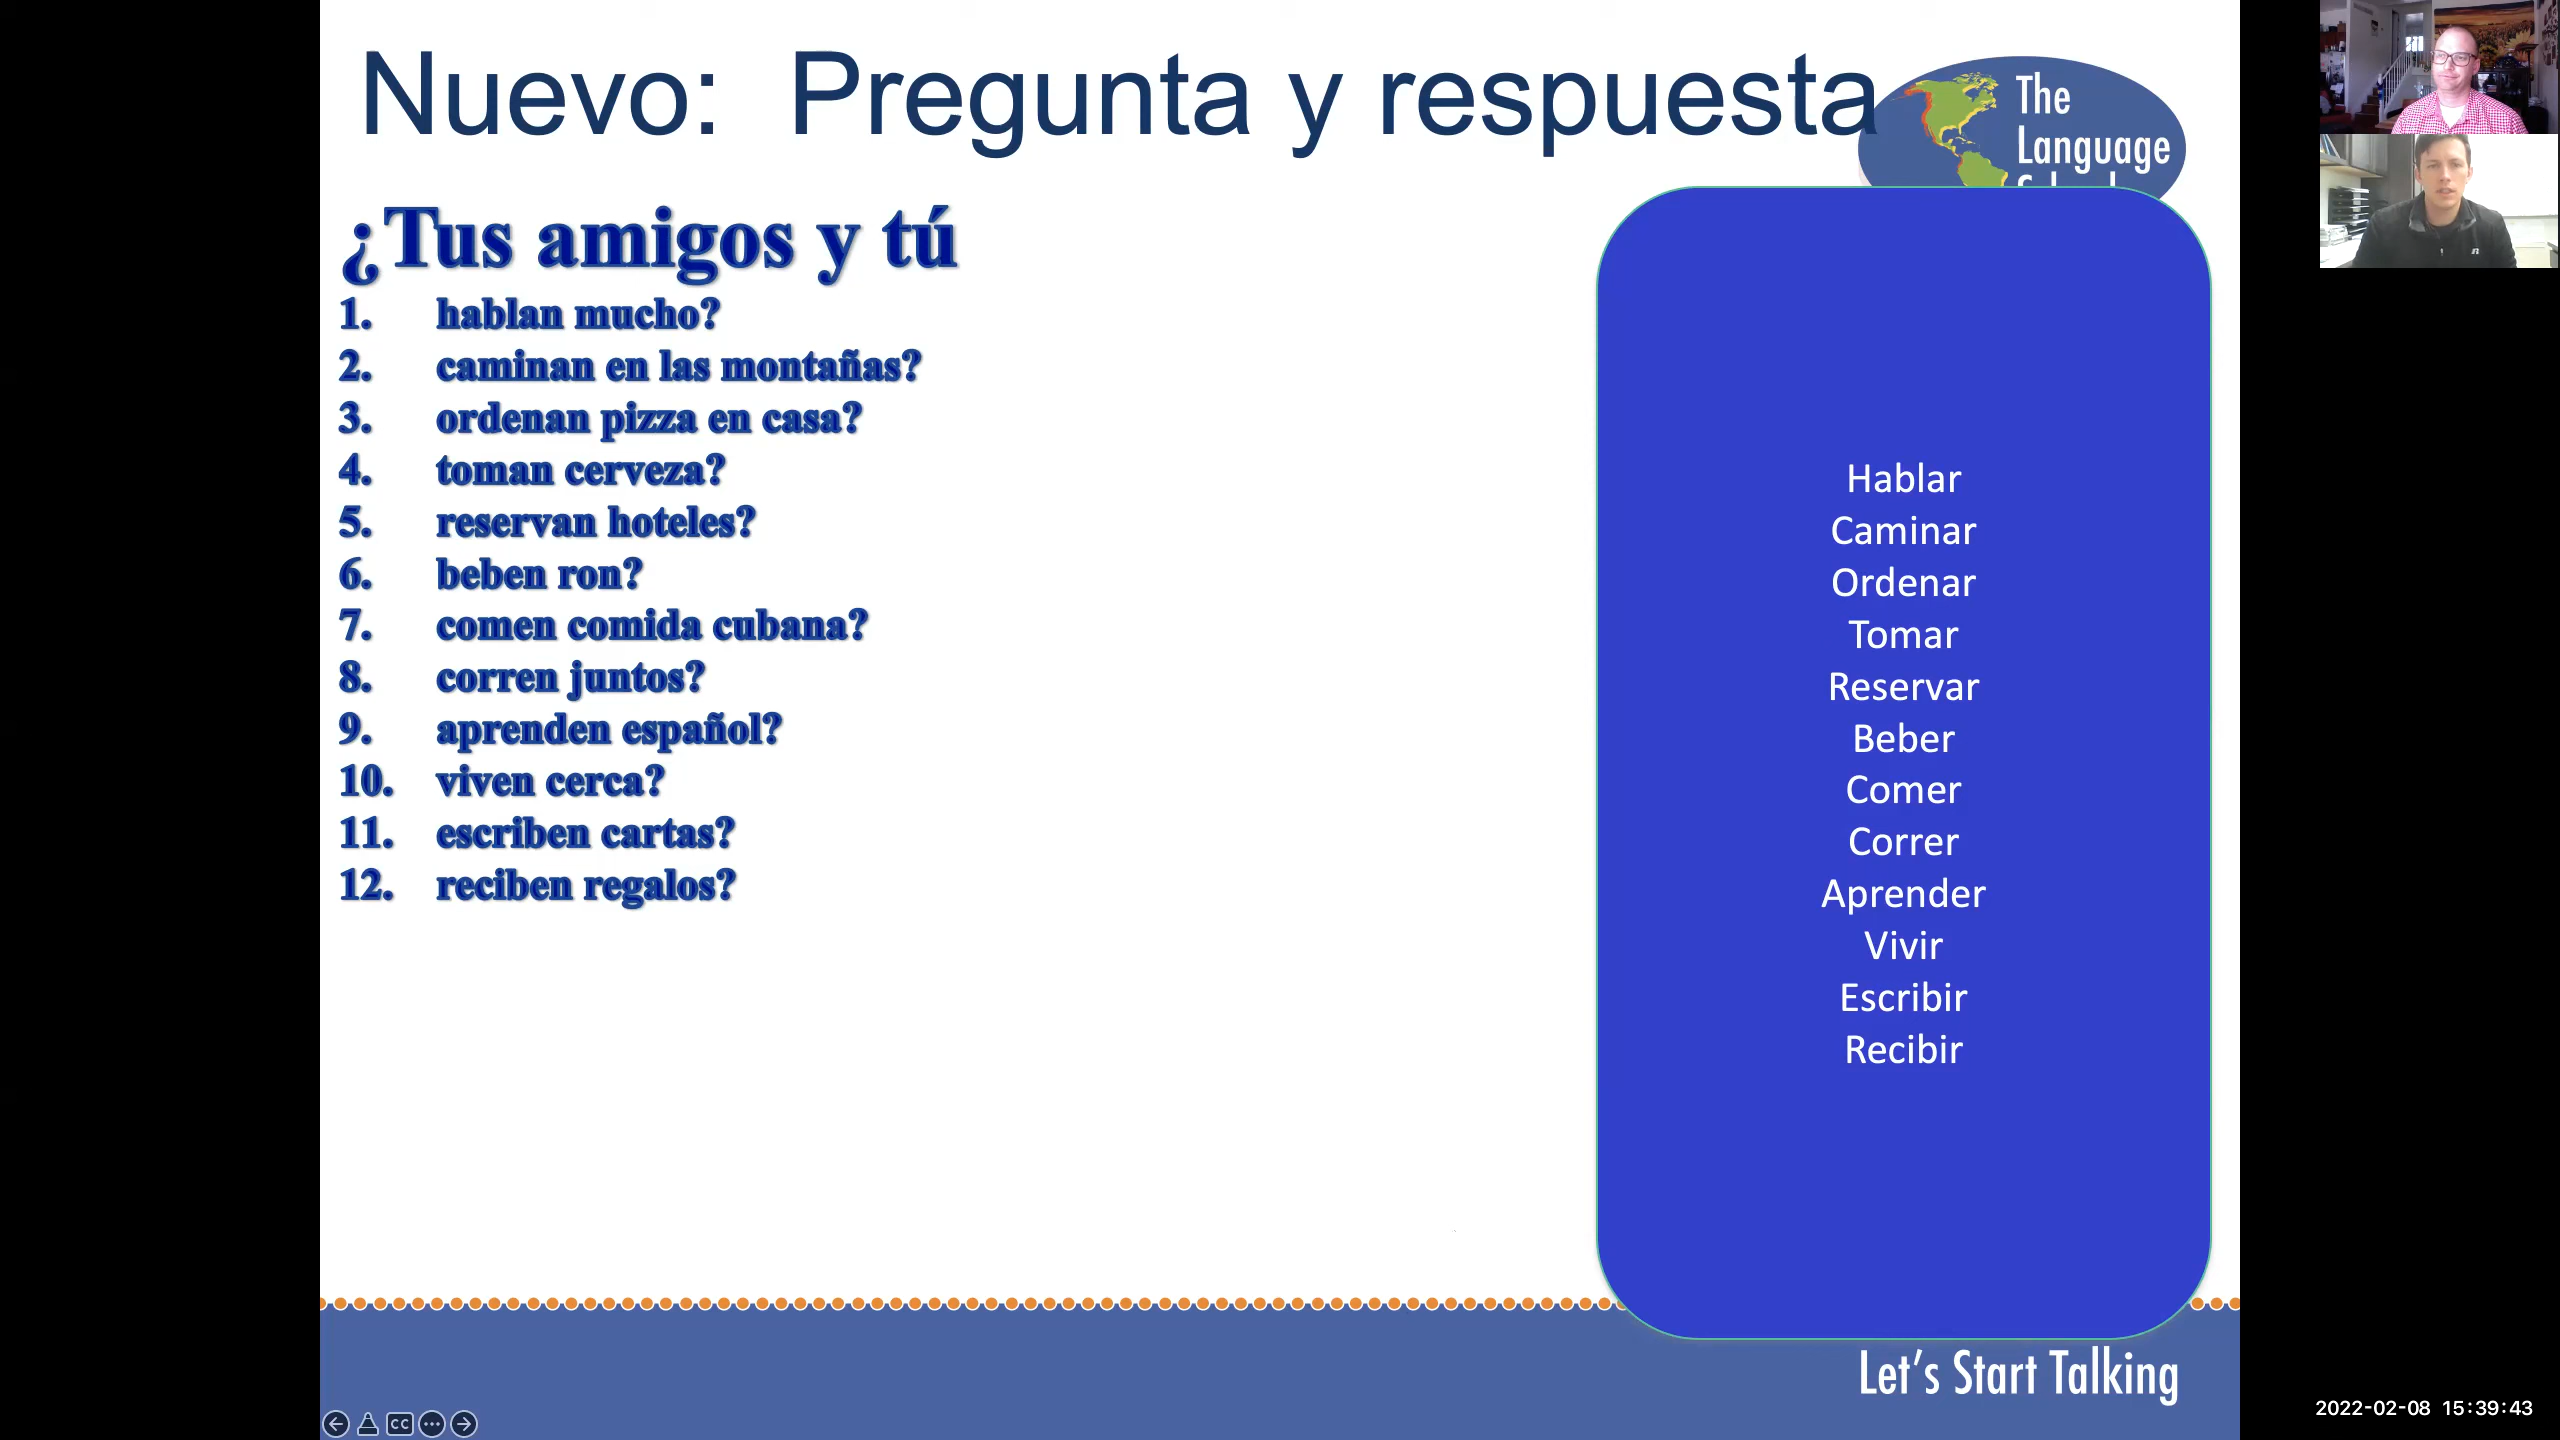 Nuevo: Pregunta y respuesta
The
Language
¿Tus amigos y tú
1. hablan mucho?
2. caminan en las montañas?
3. ordenan pizza en casa?
4. toman cerveza?
5. reservan hoteles?
6. beben ron?
7. comen comida cubana?
8. corren juntos?
9. aprenden español?
10. viven cerca?
11. escriben cartas?
12. reciben regalos?
Hablar
Caminar
Ordenar
Tomar
Reservar
Beber
Comer
Correr
Aprender
Vivir
Escribir
Recibir
Let's Start Talking
CC
2022-02-08 15:39:43